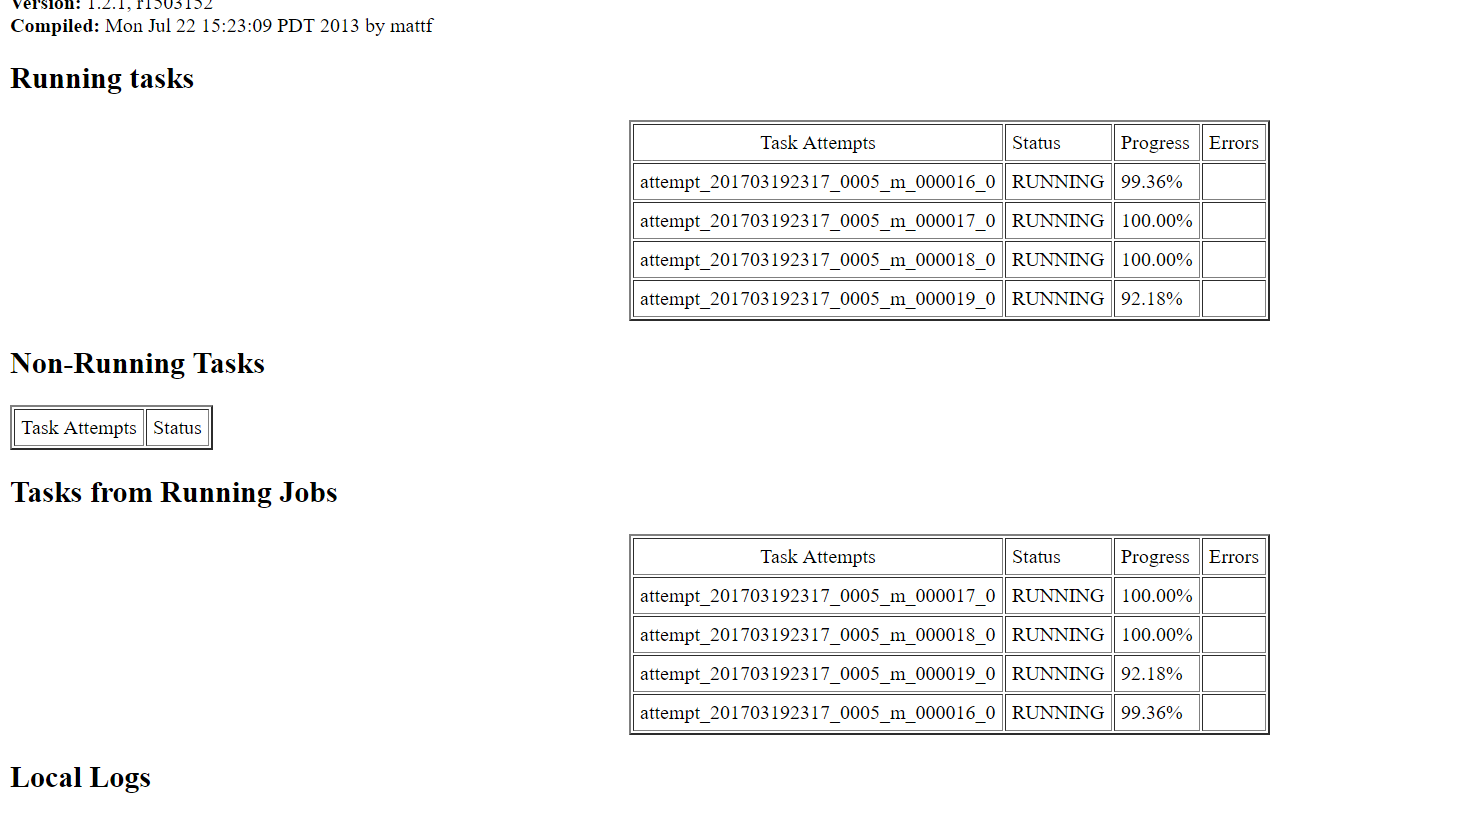 Version: 1.2.1, r1503152
Compiled: Mon Jul 22 15:23:09 PDT 2013 by mattf
Running tasks
Task Attempts Status Progress Errors
attempt_201703192317_0005_m_000016_0 RUNNING 99.36%
attempt_201703192317_0005_m_000017_0 RUNNING 100.00%
attempt_201703192317_0005_m_000018_0 RUNNING 100.00%
attempt_201703192317_0005_m_000019_0 RUNNING 92.18%
Non-Running Tasks
Task Attempts Status
Tasks from Running Jobs
Task Attempts Status Progress Errors
attempt_201703192317_0005_m_000017_0 RUNNING 100.00%
attempt_201703192317_0005_m_000018_0 RUNNING 100.00%
attempt_201703192317_0005_m_000019_0 RUNNING 92.18%
attempt_201703192317_0005_m_000016_0 RUNNING 99.36%
Local Logs